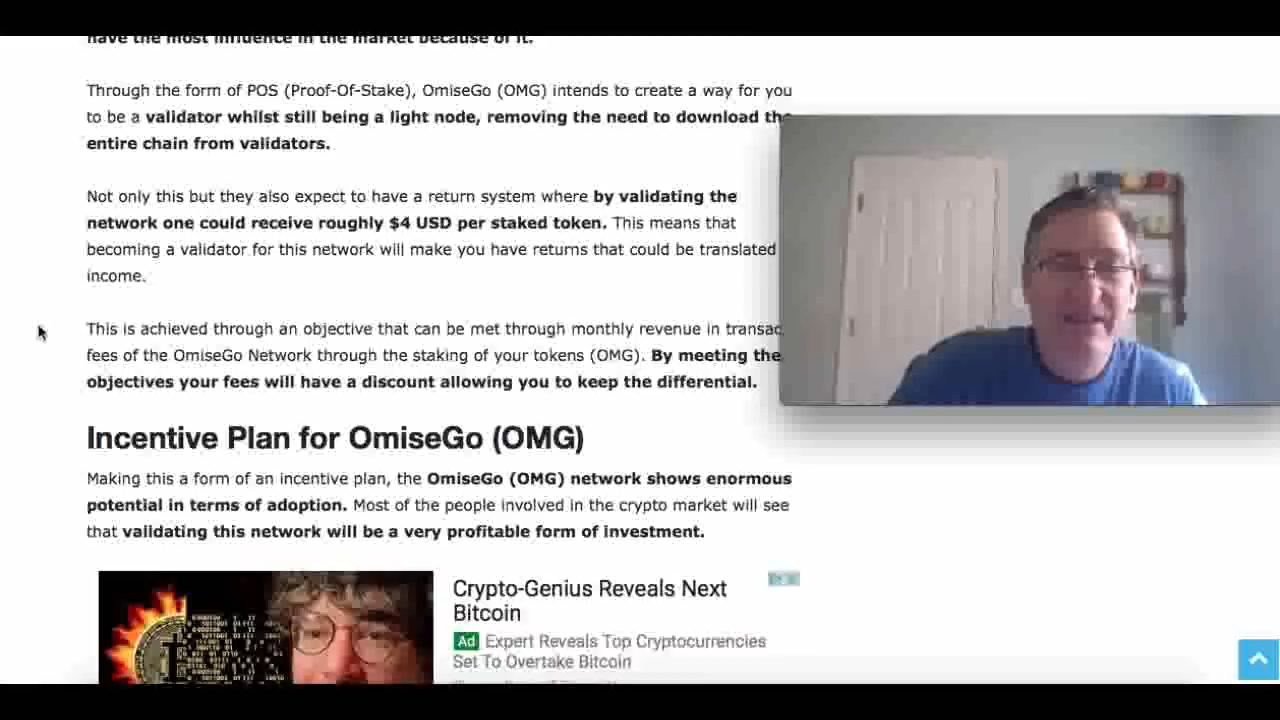 have the most influence in the market because of it.
Through the form of POS (Proof-Of-Stake), OmiseGo (OMG) intends to create a way for you
to be a validator whilst still being a light node, removing the need to download the
entire chain from validators.
Not only this but they also expect to have a return system where by validating the
network one could receive roughly $4 USD per staked token. This means that
becoming a validator for this network will make you have returns that could be translated
income.
This is achieved through an objective that can be met through monthly revenue in transac
fees of the OmiseGo Network through the staking of your tokens (OMG). By meeting the
objectives your fees will have a discount allowing you to keep the differential.
Incentive Plan for OmiseGo (OMG)
Making this a form of an incentive plan, the OmiseGo (OMG) network shows enormous
potential in terms of adoption. Most of the people involved in the crypto market will see
that validating this network will be a very profitable form of investment.
Crypto-Genius Reveals Next
Bitcoin
Ad Expert Reveals Top Cryptocurrencies
Set To Overtake Bitcoin